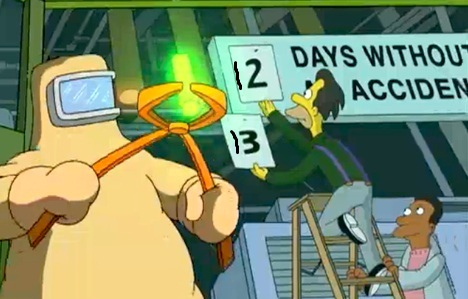 12
DAYS WITHOUT
ACCIDEN
13